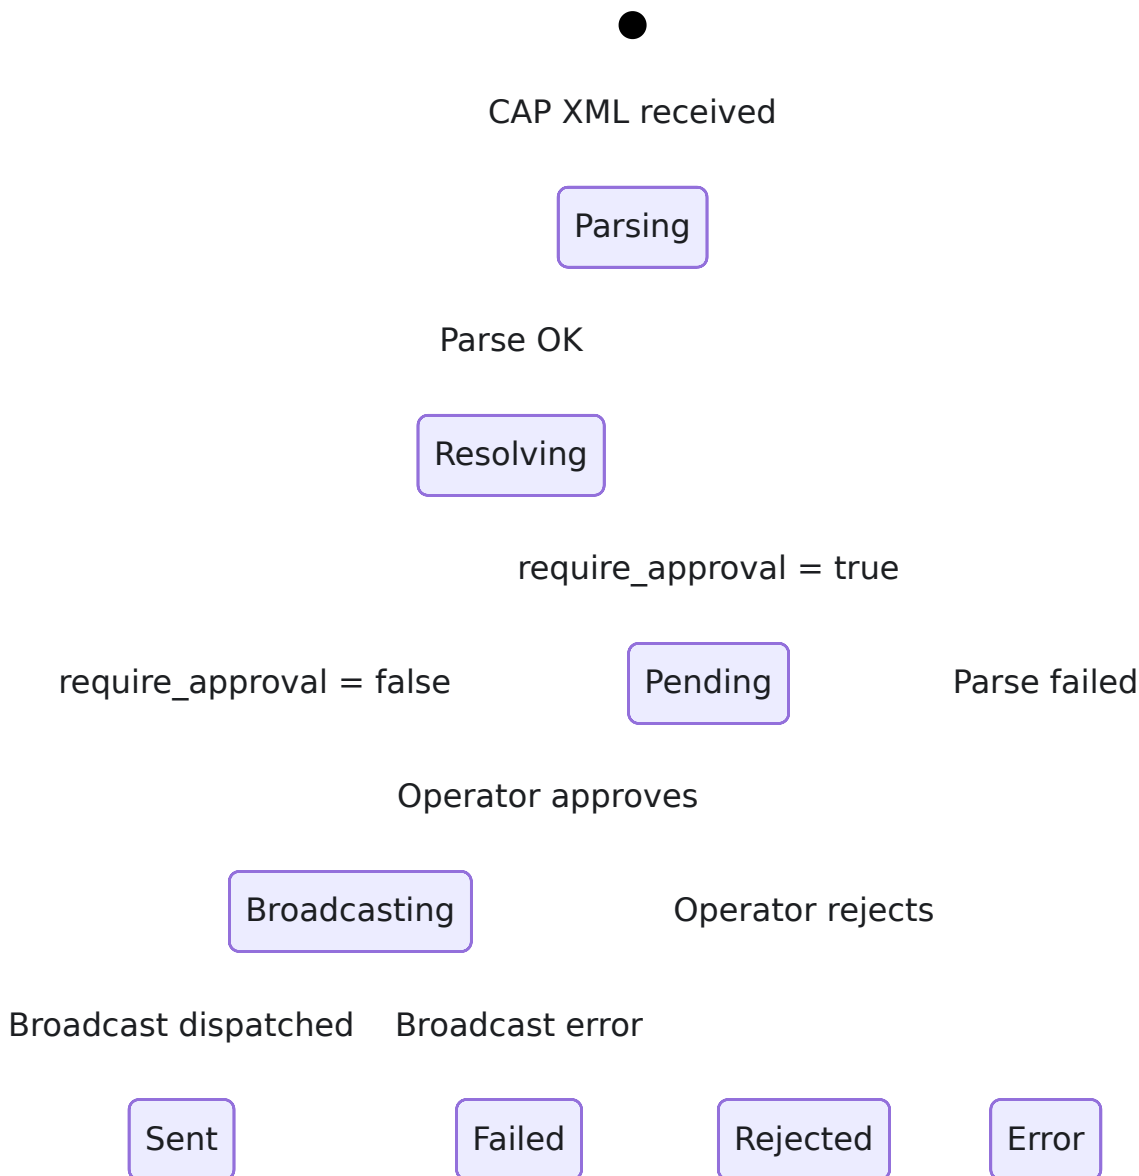 CAP XML received
Parsing
Parse OK
Resolving
require_approval = true
require_approval = false
Pending
Parse failed
Operator approves
Broadcasting
Operator rejects
Broadcast dispatched
Broadcast error
Sent
Failed
Rejected
Error